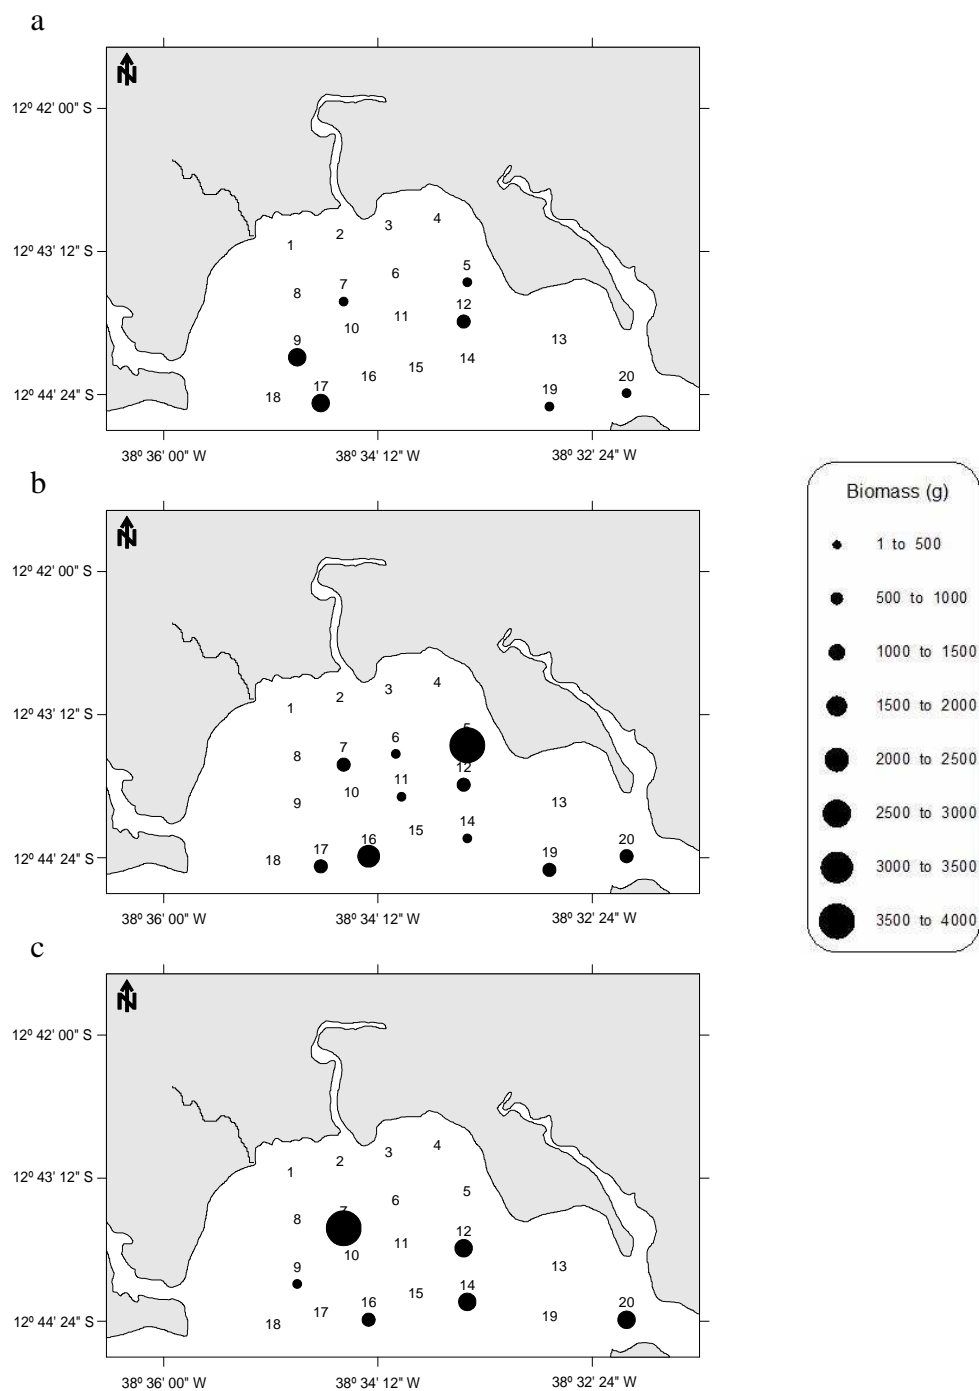 a
N
12º 42' 00" S
4
3
2
1
12º 43' 12" S
5
6
7
8
12
11
10
13
9
14
15
16
20
17
19
18
12º 44' 24" S
38º 36' 00" W 38º 34' 12" W 38º 32' 24" W
b
N
12º 42' 00" S
4
3
2
1
12º 43' 12" S
5
6
7
8
12
11
10
13
9
14
15
16
20
17
19
18
12º 44' 24" S
38º 36' 00" W 38º 34' 12" W 38º 32' 24" W
Biomass (g)
1 to 500
500 to 1000
1000 to 1500
1500 to 2000
2000 to 2500
2500 to 3000
3000 to 3500
3500 to 4000
c
N
12º 42' 00" S
4
3
2
1
12º 43' 12" S
5
6
7
8
12
11
10
13
9
14
15
16
20
17
19
18
12º 44' 24" S
38º 36' 00" W 38º 34' 12" W 38º 32' 24" W